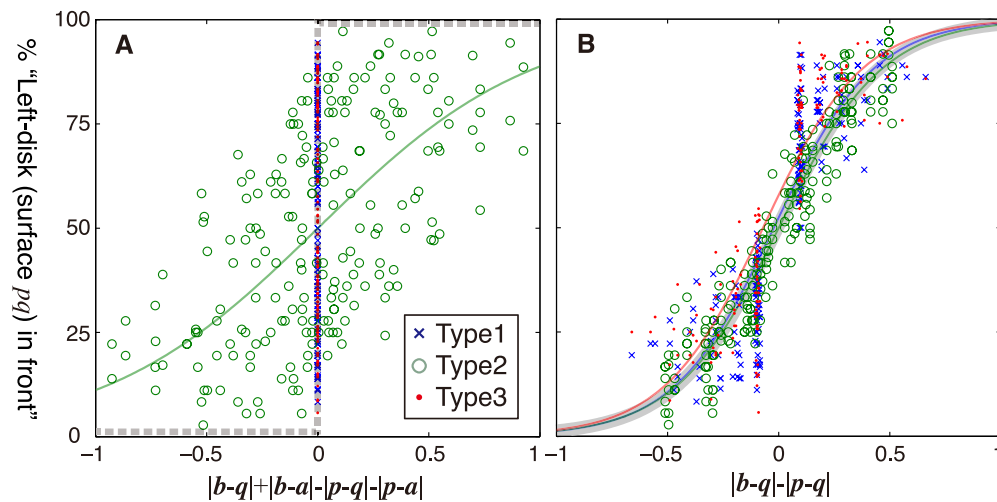 % “Left-disk (surface pq) in front”
100
75
50
25
0
A
Type1
Type2
Type3
−1
−0.5
0
0.5
1
|b-q|+|b-a|-|p-q|-|p-a|
B
−1
−0.5
0
0.5
1
|b-q|-|p-q|